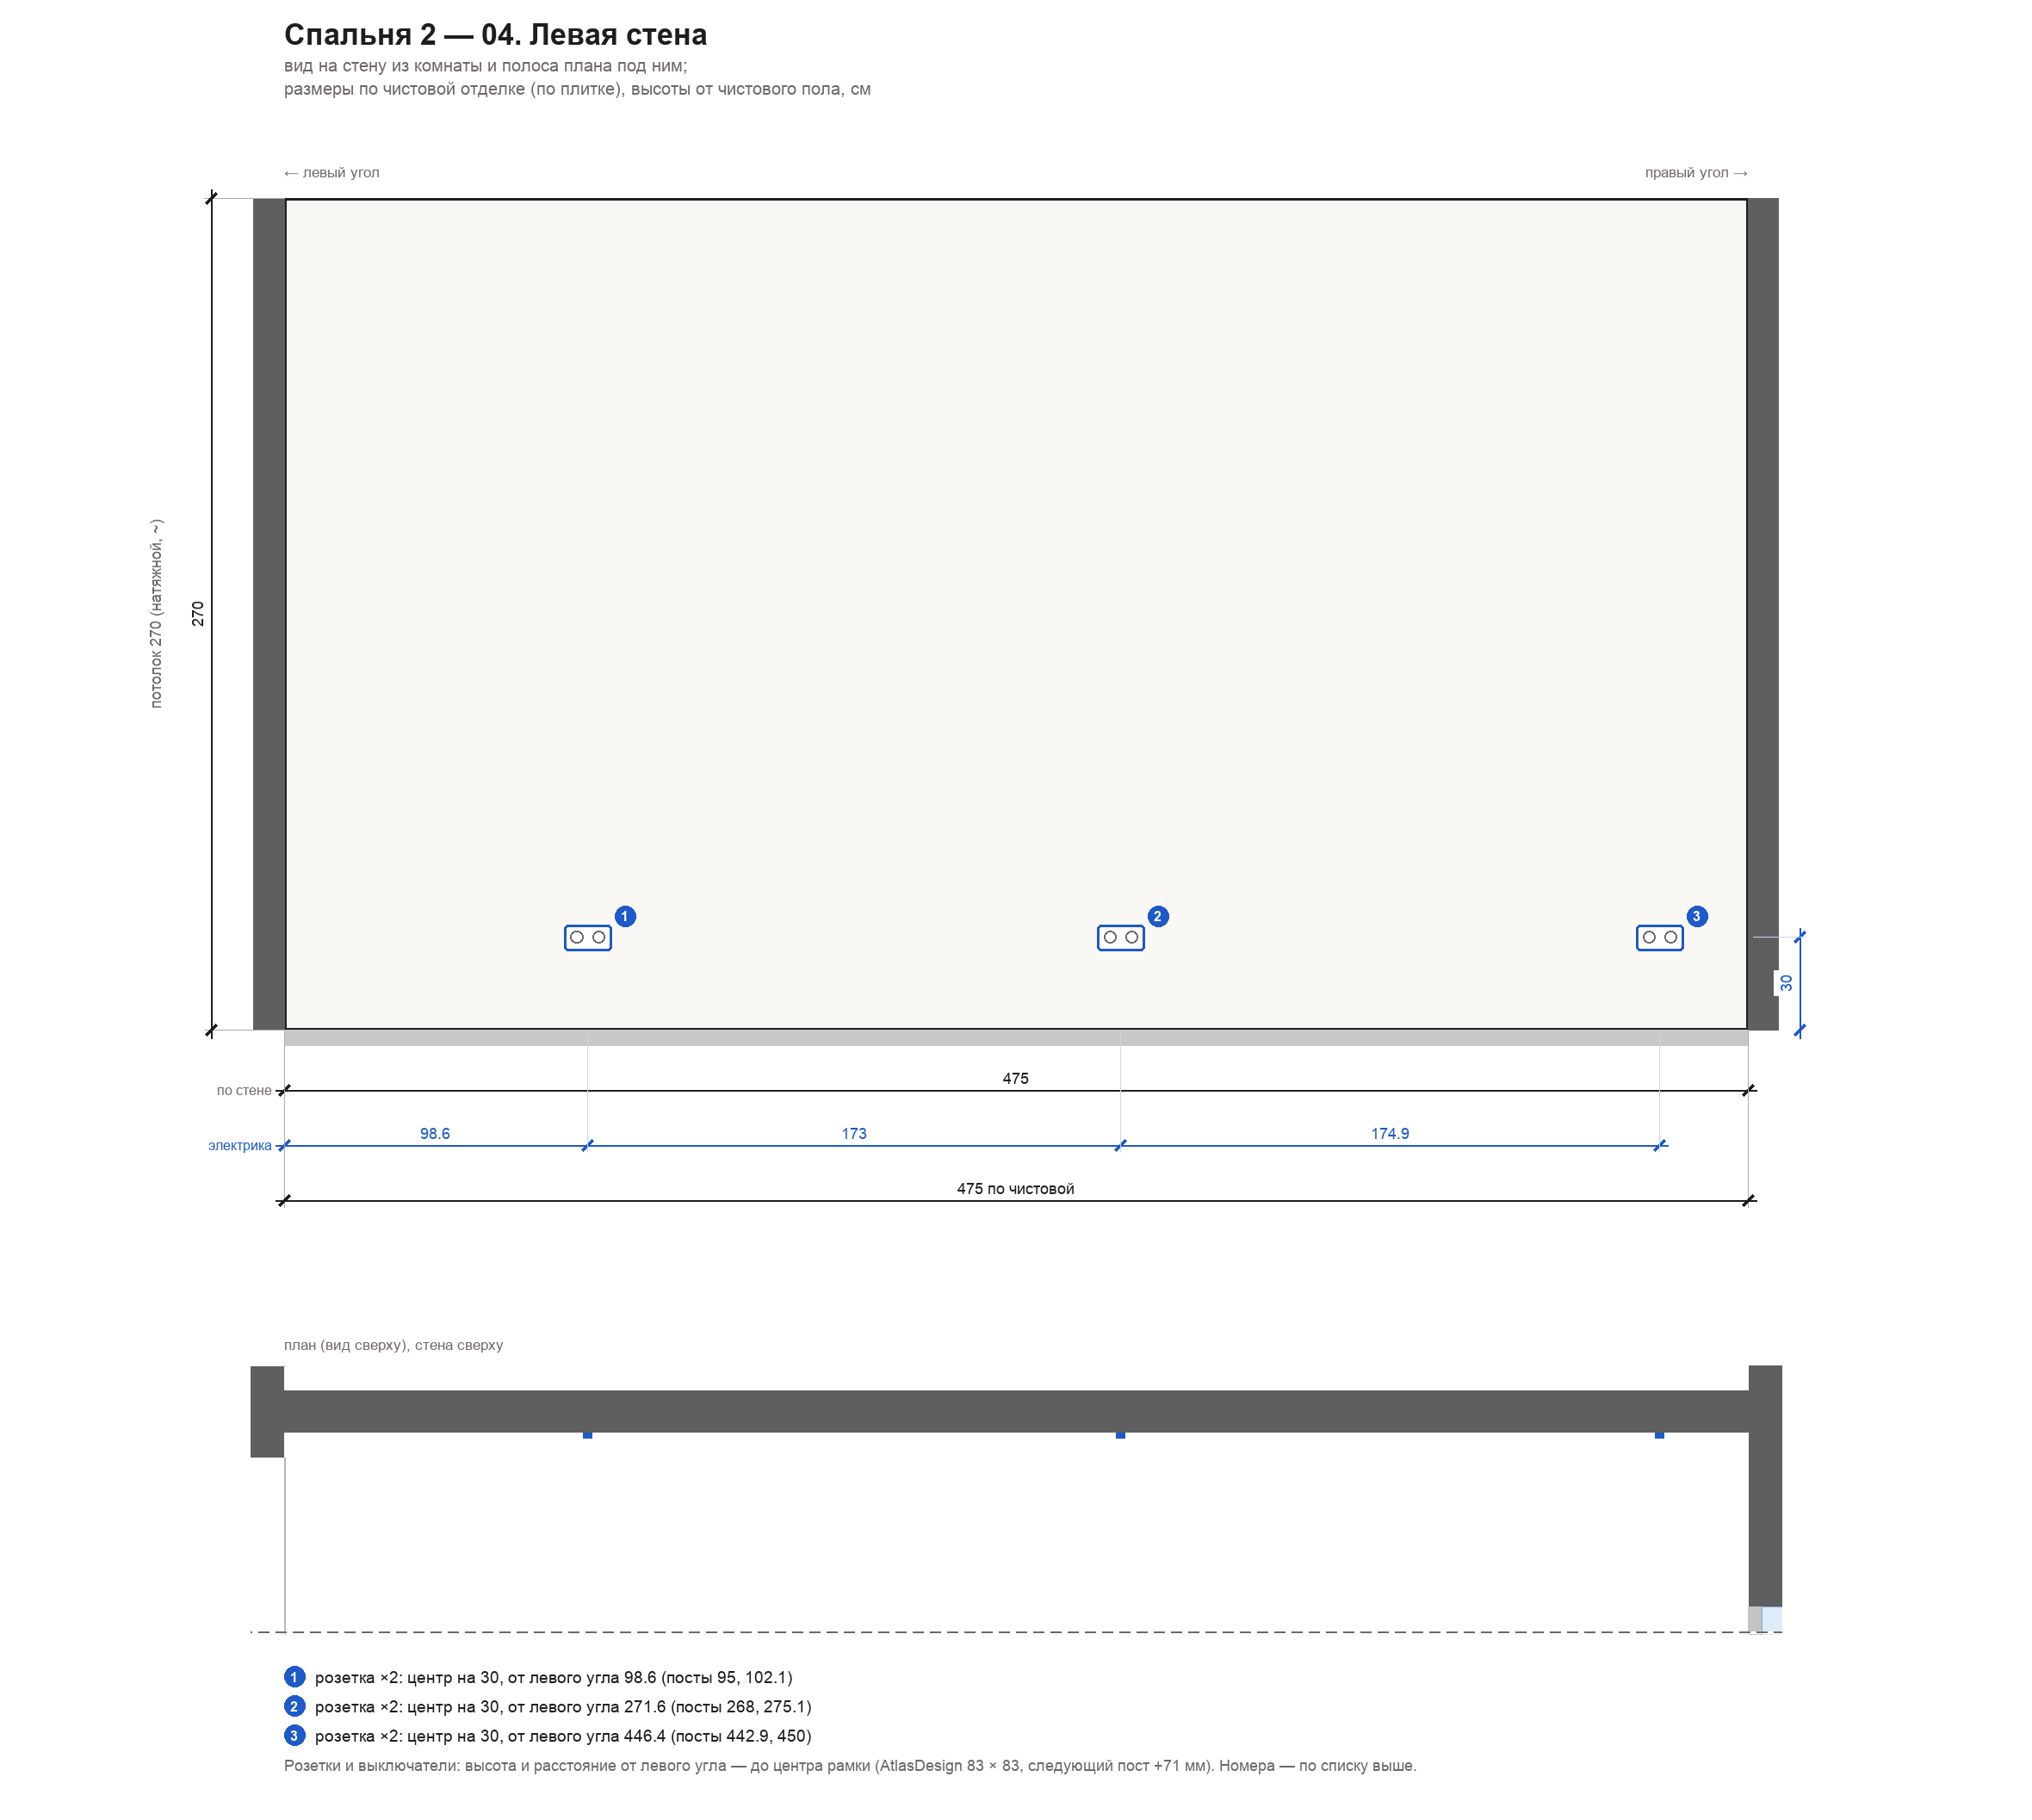 Спальня 2 — 04. Левая стена
вид на стену из комнаты и полоса плана под ним;
размеры по чистовой отделке (по плитке), высоты от чистового пола, см
← левый угол
правый угол →
потолок 270 (натяжной, ~)
270
1
2
3
30
по стене
475
электрика
98.6
173
174.9
475 по чистовой
план (вид сверху), стена сверху
1 розетка ×2: центр на 30, от левого угла 98.6 (посты 95, 102.1)
2 розетка ×2: центр на 30, от левого угла 271.6 (посты 268, 275.1)
3 розетка ×2: центр на 30, от левого угла 446.4 (посты 442.9, 450)
Розетки и выключатели: высота и расстояние от левого угла — до центра рамки (AtlasDesign 83 × 83, следующий пост +71 мм). Номера — по списку выше.